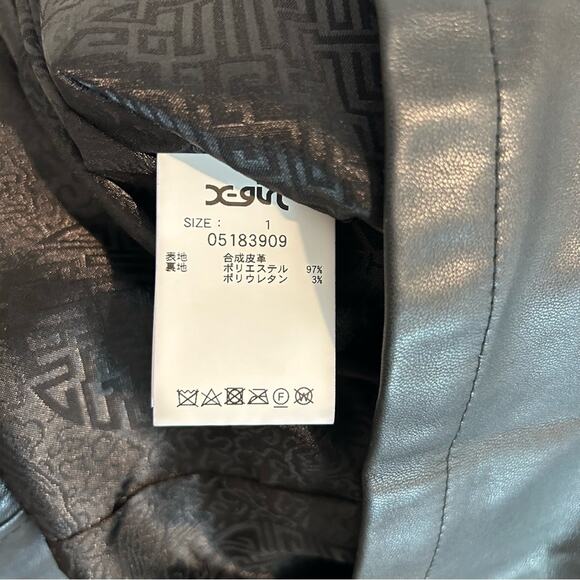 X-girl
SIZE : 1
05183909
表地 合成皮革
裏地 ポリエステル 97%
ポリウレタン 3%
F W